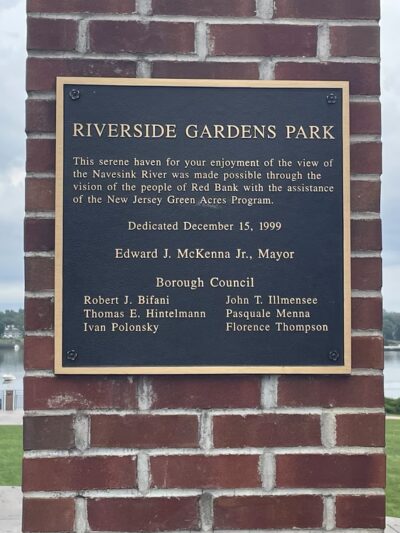 RIVERSIDE GARDENS PARK
This serene haven for your enjoyment of the view of
the Navesink River was made possible through the
vision of the people of Red Bank with the assistance
of the New Jersey Green Acres Program.
Dedicated December 15, 1999
Edward J. McKenna Jr., Mayor
Borough Council
Robert J. Bifani
Thomas E. Hintelmann
Ivan Polonsky
John T. Illmensee
Pasquale Menna
Florence Thompson